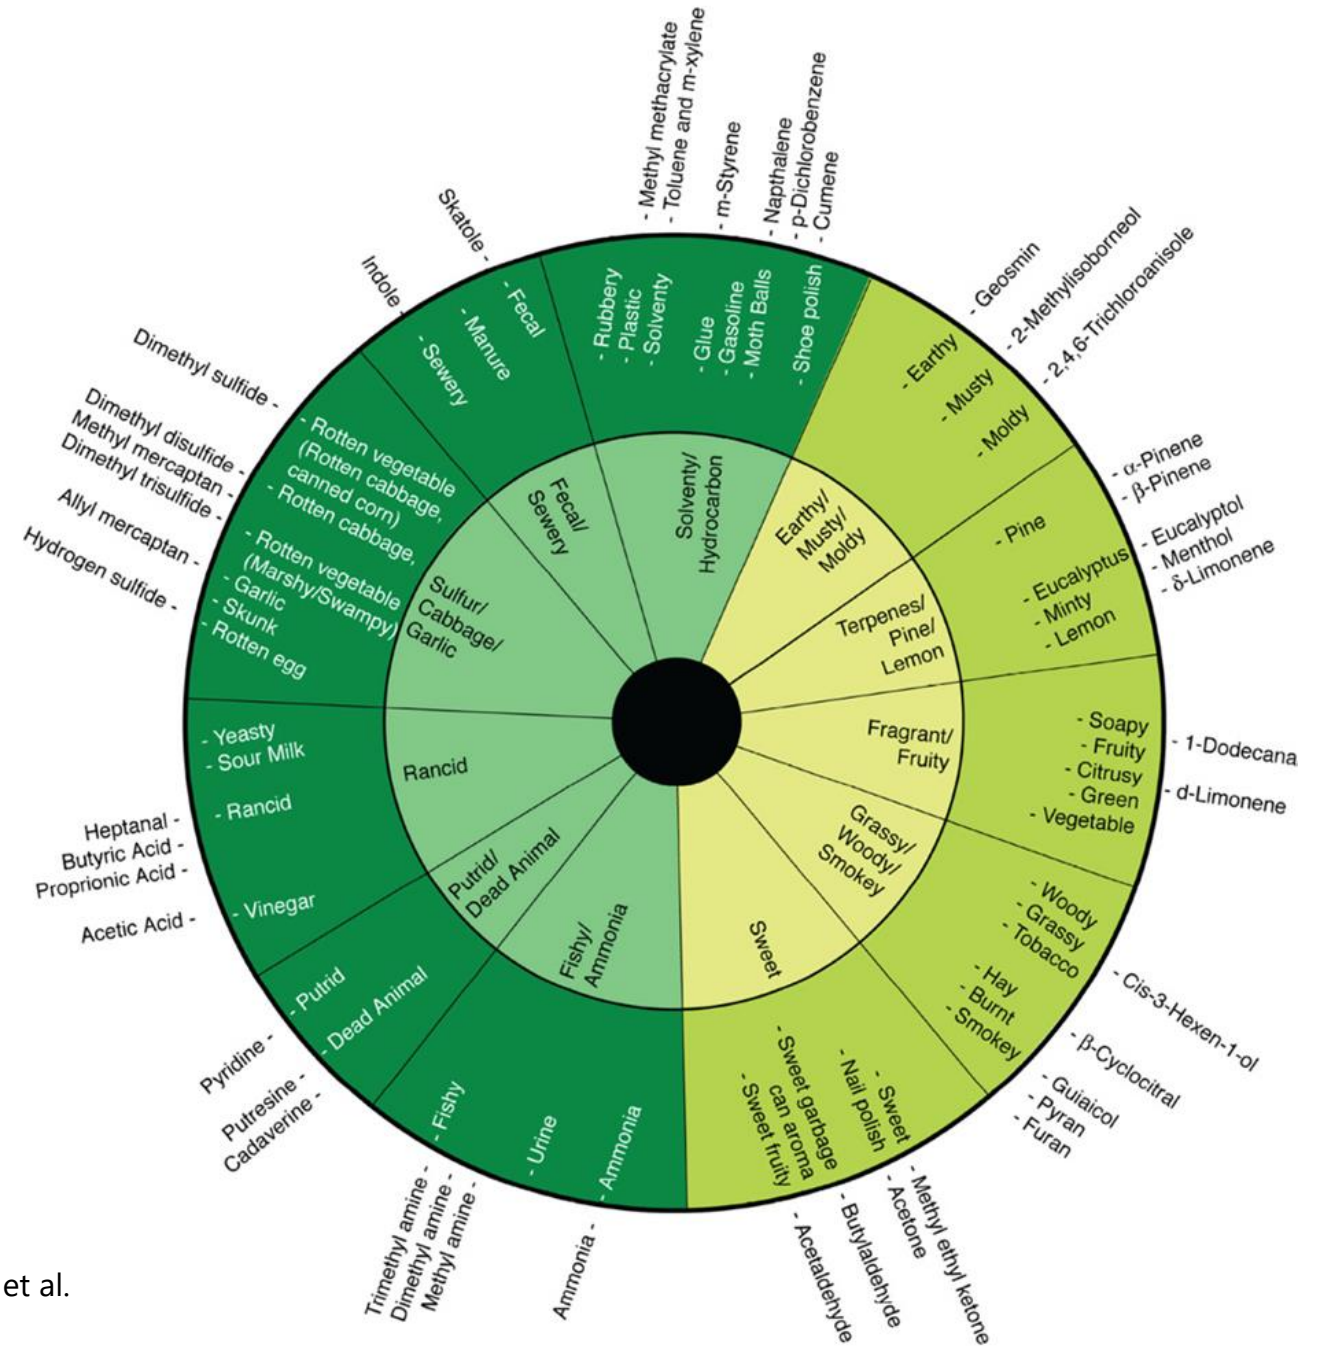 - Methyl methacrylate
- Toluene and m-xylene
- m-Styrene
- Napthalene
- p-Dichlorobenzene
- Cumene
- Geosmin
- 2-Methylisoborneol
- 2,4,6-Trichloroanisole
- α-Pinene
- β-Pinene
- Eucalyptol
- Menthol
- δ-Limonene
- 1-Dodecana
- d-Limonene
- Cis-3-Hexen-1-ol
- β-Cyclocitral
- Guiaicol
- Pyran
- Furan
- Methyl ethyl ketone
- Acetone
- Butylaldehyde
- Acetaldehyde
Ammonia -
Methyl amine -
Dimethyl amine -
Trimethyl amine -
Cadaverine -
Putresine -
Pyridine -
Acetic Acid -
Proprionic Acid -
Butyric Acid -
Heptanal -
Hydrogen sulfide -
Allyl mercaptan -
Dimethyl trisulfide -
Methyl mercaptan -
Dimethyl disulfide -
Dimethyl sulfide -
Indole -
Skatole -
- Rubbery
- Plastic
- Solventy
- Glue
- Gasoline
- Moth Balls
- Shoe polish
- Earthy
- Musty
- Moldy
- Pine
- Eucalyptus
- Minty
- Lemon
- Soapy
- Fruity
- Citrusy
- Green
- Vegetable
- Woody
- Grassy
- Tobacco
- Hay
- Burnt
- Smokey
- Sweet
- Nail polish
- Sweet garbage
can aroma
- Sweet fruity
- Ammonia
- Urine
- Fishy
- Dead Animal
- Putrid
- Vinegar
- Rancid
- Yeasty
- Sour Milk
- Rotten vegetable
(Rotten cabbage,
canned corn)
- Rotten cabbage,
- Rotten vegetable
(Marshy/Swampy)
- Garlic
- Skunk
- Rotten egg
- Sewery
- Manure
- Fecal
Solventy/
Hydrocarbon
Earthy/
Musty/
Moldy
Terpenes/
Pine/
Lemon
Fragrant/
Fruity
Grassy/
Woody/
Smokey
Sweet
Fishy/
Ammonia
Putrid/
Dead Animal
Rancid
Sulfur/
Cabbage/
Garlic
Fecal/
Sewery
et al.